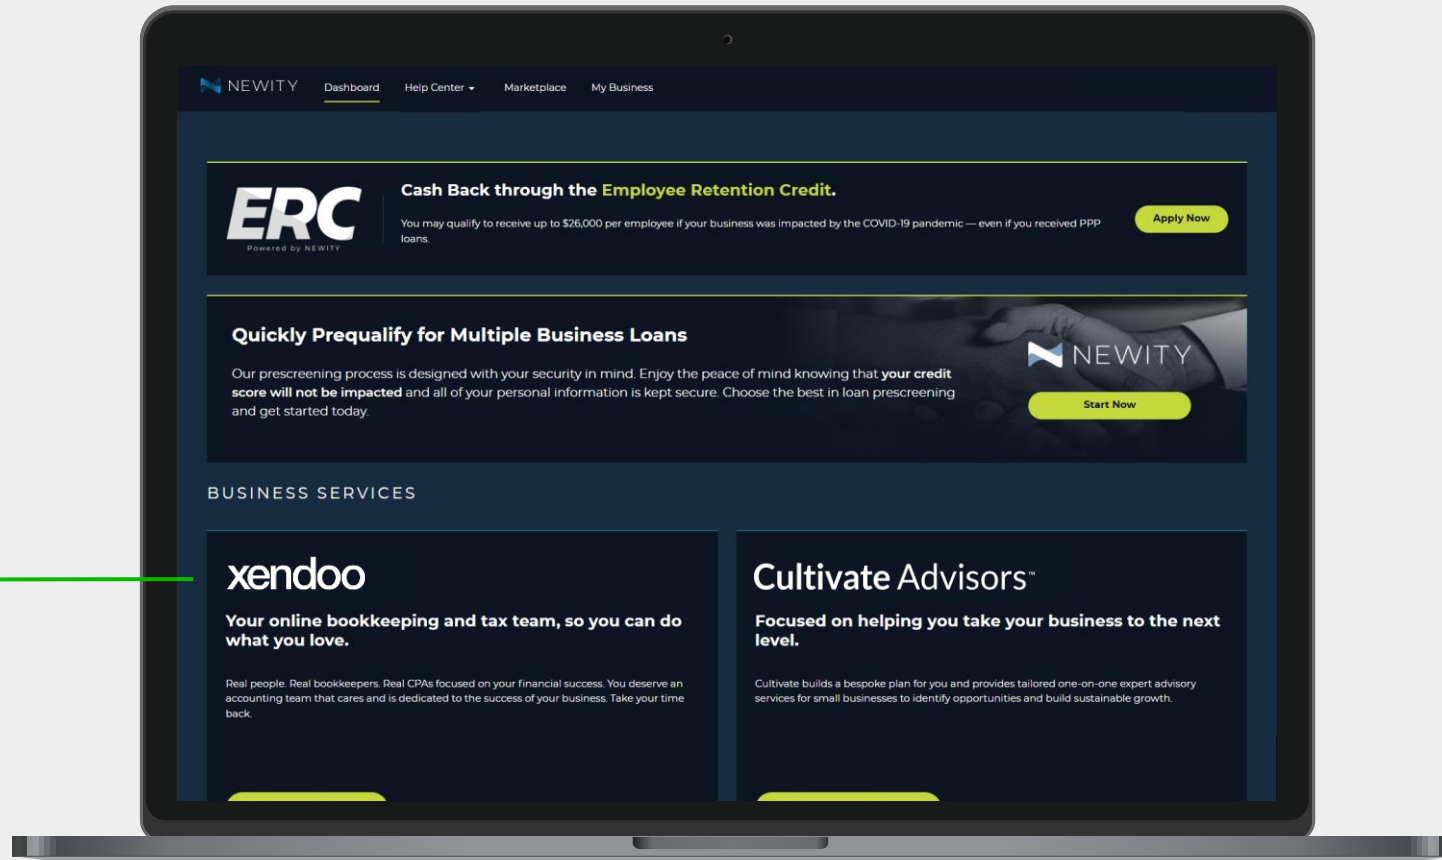 NEWITY Dashboard Help Center Marketplace My Business
ERC
Powered by NEWITY
Cash Back through the Employee Retention Credit.
You may qualify to receive up to $26,000 per employee if your business was impacted by the COVID-19 pandemic — even if you received PPP
loans.
Apply Now
Quickly Prequalify for Multiple Business Loans
Our prescreening process is designed with your security in mind. Enjoy the peace of mind knowing that your credit
score will not be impacted and all of your personal information is kept secure. Choose the best in loan prescreening
and get started today.
NEWITY
Start Now
BUSINESS SERVICES
xendoo
Your online bookkeeping and tax team, so you can do
what you love.
Real people. Real bookkeepers. Real CPAs focused on your financial success. You deserve an
accounting team that cares and is dedicated to the success of your business. Take your time
back.
Cultivate Advisors™
Focused on helping you take your business to the next
level.
Cultivate builds a bespoke plan for you and provides tailored one-on-one expert advisory
services for small businesses to identify opportunities and build sustainable growth.